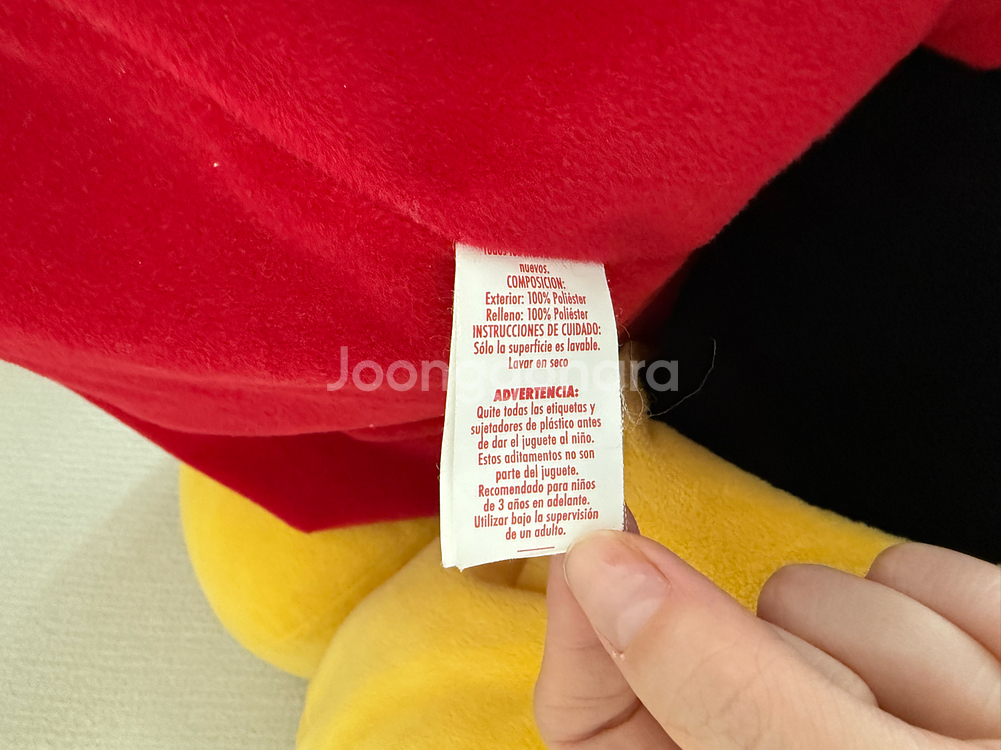 nuevos.
COMPOSICION:
Exterior: 100% Poliéster
Relleno: 100% Poliéster
INSTRUCCIONES DE CUIDADO:
Sólo la superficie es lavable.
Lavar en seco
ADVERTENCIA:
Quite todas las etiquetas y
sujetadores de plástico antes
de dar el juguete al niño.
Estos aditamentos no son
parte del juguete.
Recomendado para niños
de 3 años en adelante.
Utilizar bajo la supervisión
de un adulto.
Joonggonara